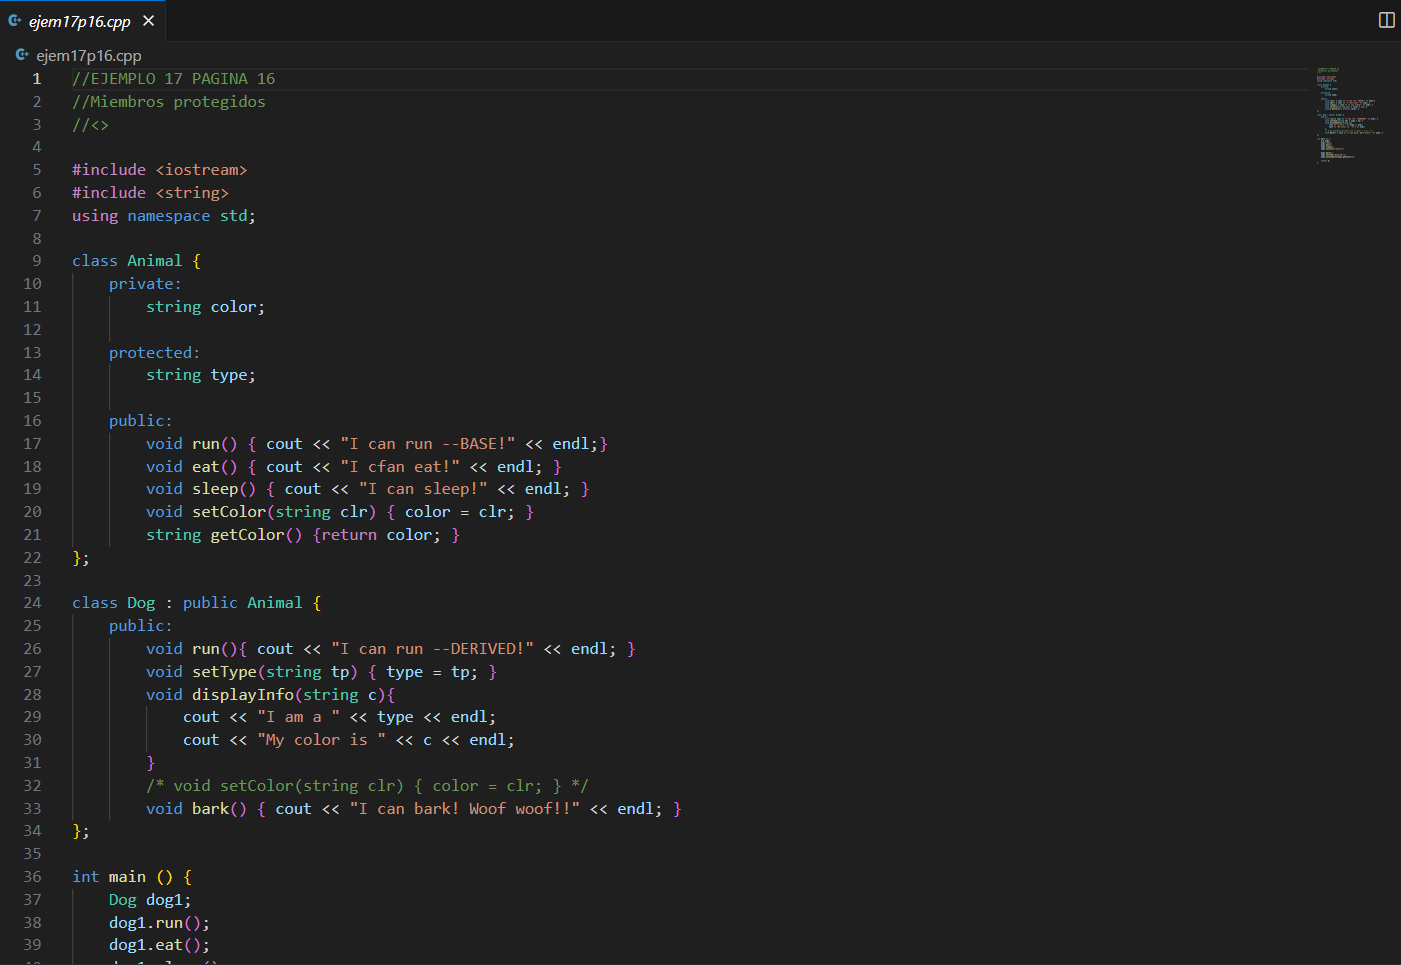 ejem17p16.cpp
ejem17p16.cpp
1 //EJEMPLO 17 PAGINA 16
2 //Miembros protegidos
3 //<>
4
5 #include <iostream>
6 #include <string>
7 using namespace std;
8
9 class Animal {
10 private:
11 string color;
12
13 protected:
14 string type;
15
16 public:
17 void run() { cout << "I can run --BASE!" << endl;}
18 void eat() { cout << "I cfan eat!" << endl; }
19 void sleep() { cout << "I can sleep!" << endl; }
20 void setColor(string clr) { color = clr; }
21 string getColor() {return color; }
22 };
23
24 class Dog : public Animal {
25 public:
26 void run(){ cout << "I can run --DERIVED!" << endl; }
27 void setType(string tp) { type = tp; }
28 void displayInfo(string c){
29 cout << "I am a " << type << endl;
30 cout << "My color is " << c << endl;
31 }
32 /* void setColor(string clr) { color = clr; } */
33 void bark() { cout << "I can bark! Woof woof!!" << endl; }
34 };
35
36 int main () {
37 Dog dog1;
38 dog1.run();
39 dog1.eat();